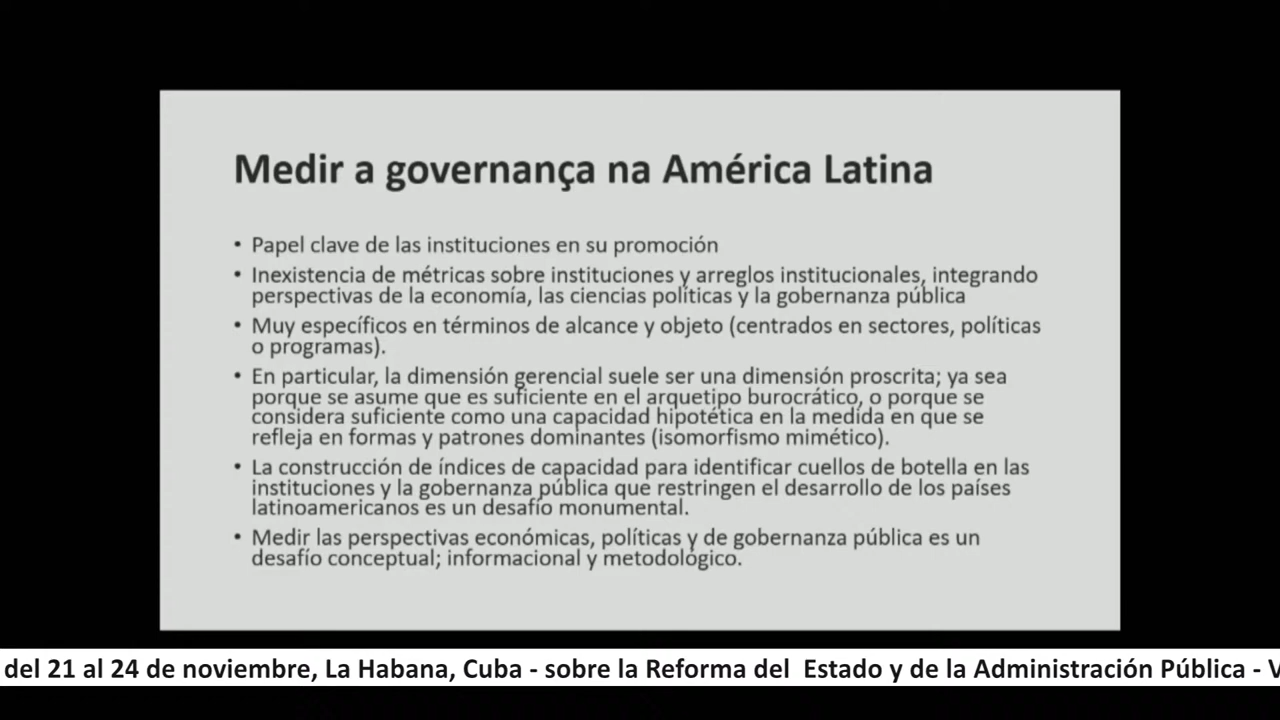 Medir a governança na América Latina
• Papel clave de las instituciones en su promoción
• Inexistencia de métricas sobre instituciones y arreglos institucionales, integrando
perspectivas de la economía, las ciencias políticas y la gobernanza pública
• Muy específicos en términos de alcance y objeto (centrados en sectores, políticas
o programas).
• En particular, la dimensión gerencial suele ser una dimensión proscrita; ya sea
porque se asume que es suficiente en el arquetipo burocrático, o porque se
considera suficiente como una capacidad hipotética en la medida en que se
refleja en formas y patrones dominantes (isomorfismo mimético).
• La construcción de índices de capacidad para identificar cuellos de botella en las
instituciones y la gobernanza pública que restringen el desarrollo de los países
latinoamericanos es un desafío monumental.
• Medir las perspectivas económicas, políticas y de gobernanza pública es un
desafío conceptual; informacional y metodológico.
del 21 al 24 de noviembre, La Habana, Cuba - sobre la Reforma del Estado y de la Administración Pública - V